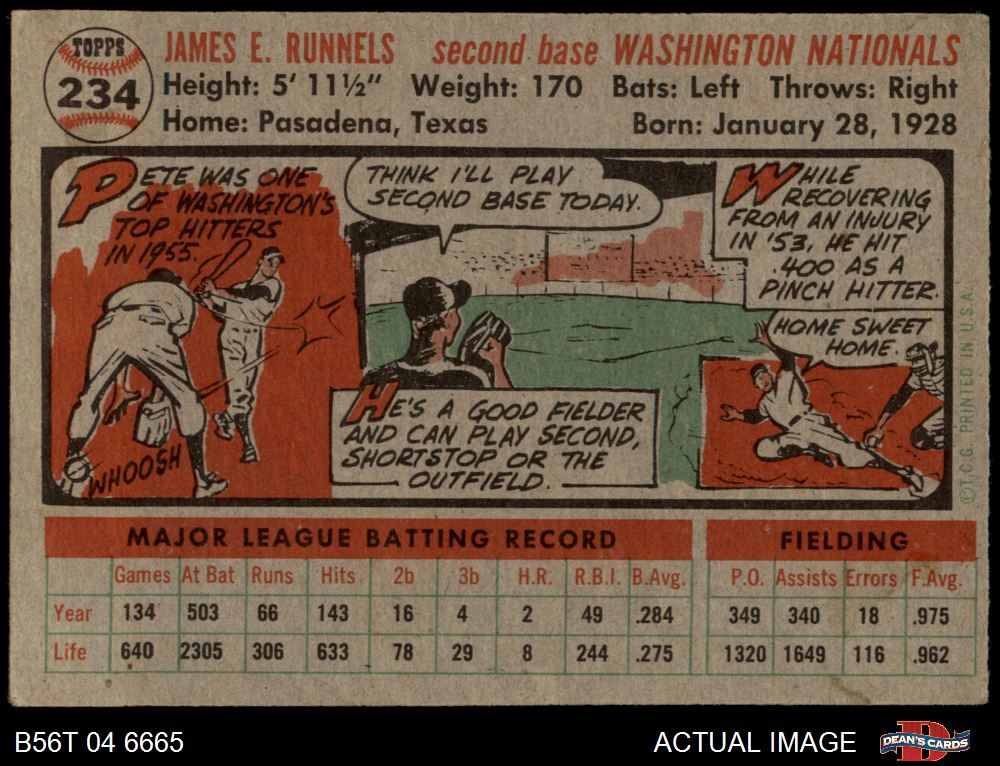 TOPPS
234
JAMES E. RUNNELS second base WASHINGTON NATIONALS
Height: 5' 11½" Weight: 170 Bats: Left Throws: Right
Home: Pasadena, Texas Born: January 28, 1928
PETE WAS ONE
OF WASHINGTON'S
TOP HITTERS
IN 1955.
WHOOSH
THINK I'LL PLAY
SECOND BASE TODAY.
HE'S A GOOD FIELDER
AND CAN PLAY SECOND,
SHORTSTOP OR THE
OUTFIELD.
WHILE
RECOVERING
FROM AN INJURY
IN '53, HE HIT
.400 AS A
PINCH HITTER.
HOME SWEET
HOME.
©T.C.G. PRINTED IN U.S.A.
MAJOR LEAGUE BATTING RECORD FIELDING
Games At Bat Runs Hits 2b 3b H.R. R.B.I. B.Avg. P.O. Assists Errors F.Avg.
Year 134 503 66 143 16 4 2 49 .284 349 340 18 .975
Life 640 2305 306 633 78 29 8 244 .275 1320 1649 116 .962
B56T 04 6665 ACTUAL IMAGE DEAN'S CARDS